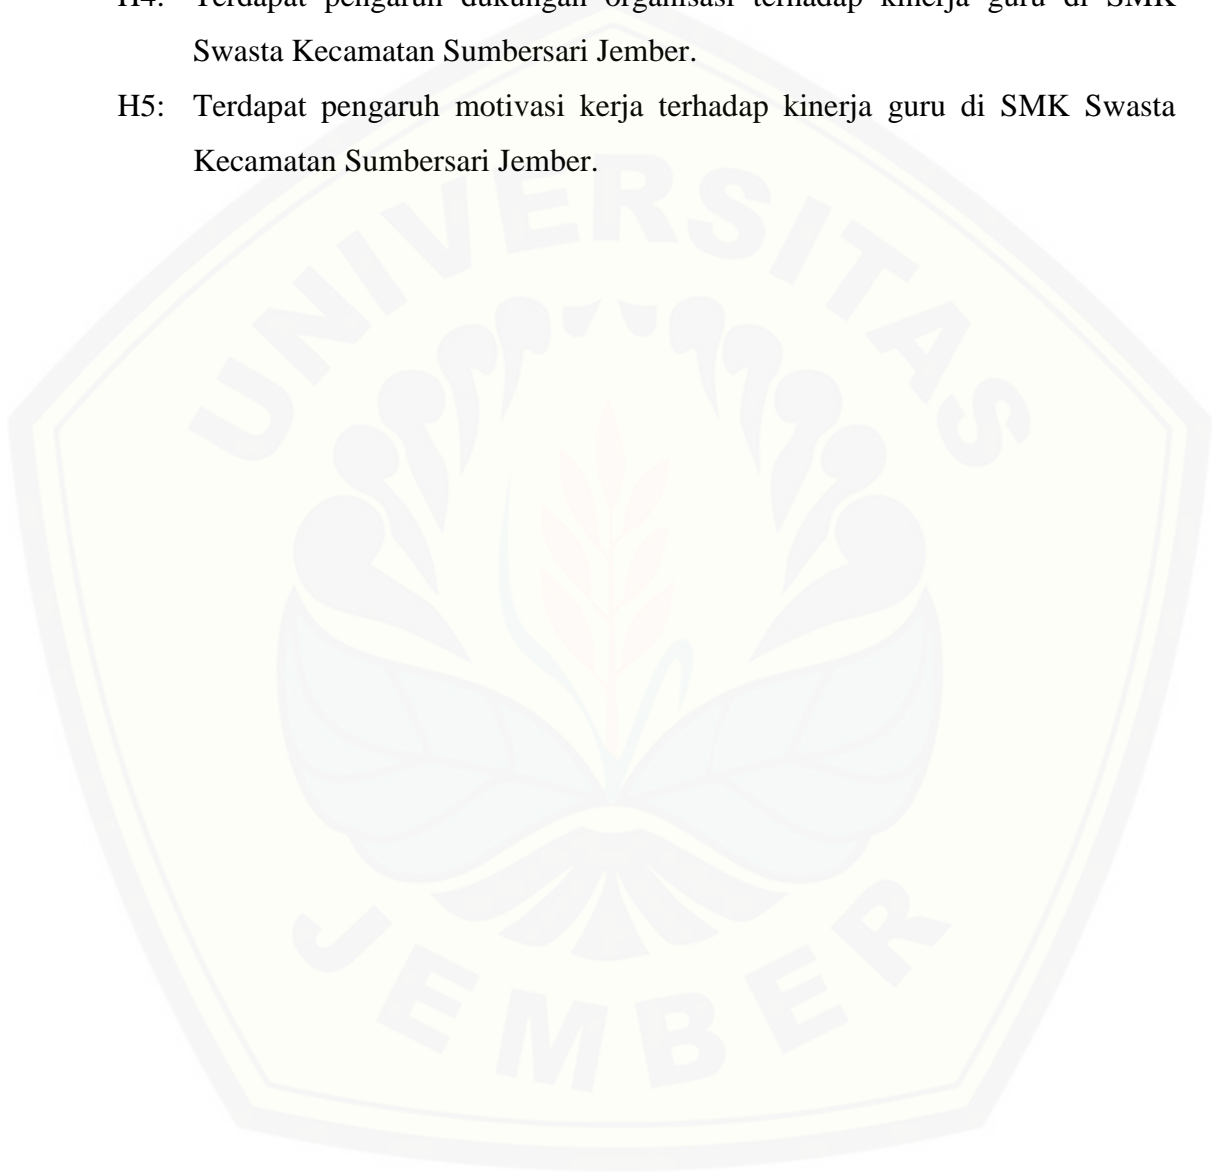 H4: Terdapat pengaruh dukungan organisasi terhadap kinerja guru di SMK
Swasta Kecamatan Sumbersari Jember.
H5: Terdapat pengaruh motivasi kerja terhadap kinerja guru di SMK Swasta
Kecamatan Sumbersari Jember.
UNIVERSITAS
JEMBER